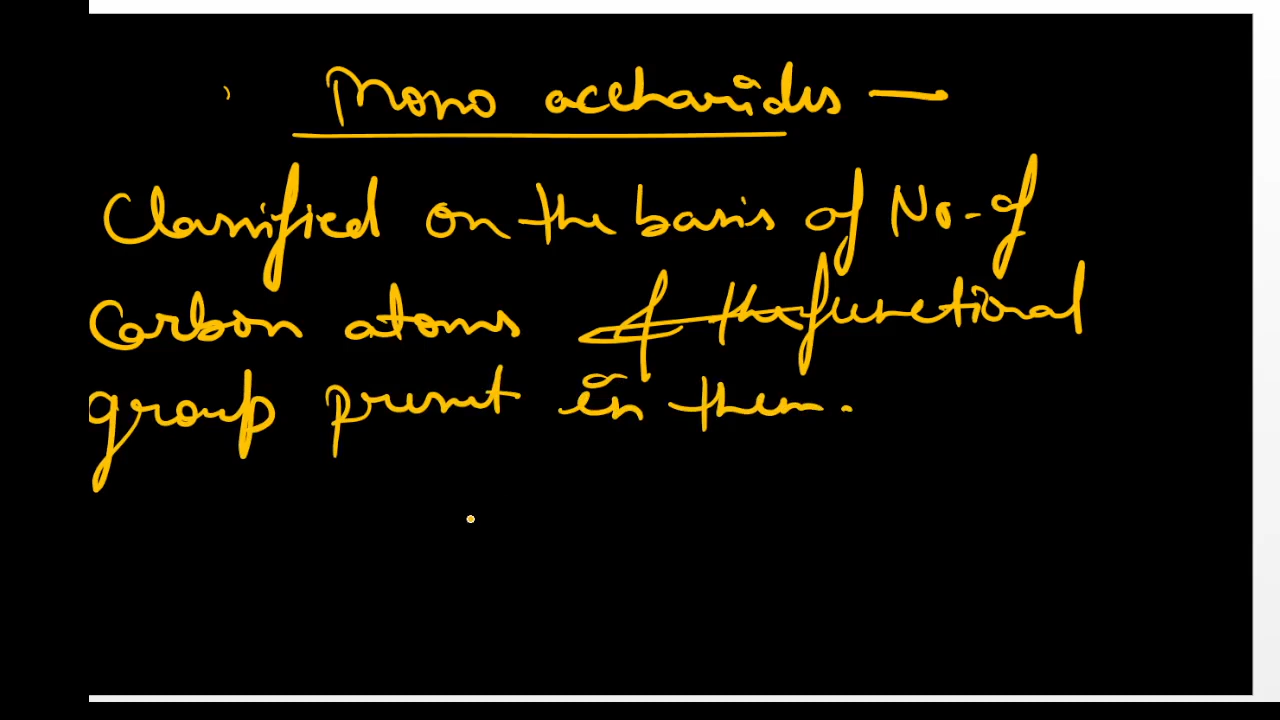 Mono accharides —
Classified on the basis of No. of
Carbon atoms & the functional
group present in them.